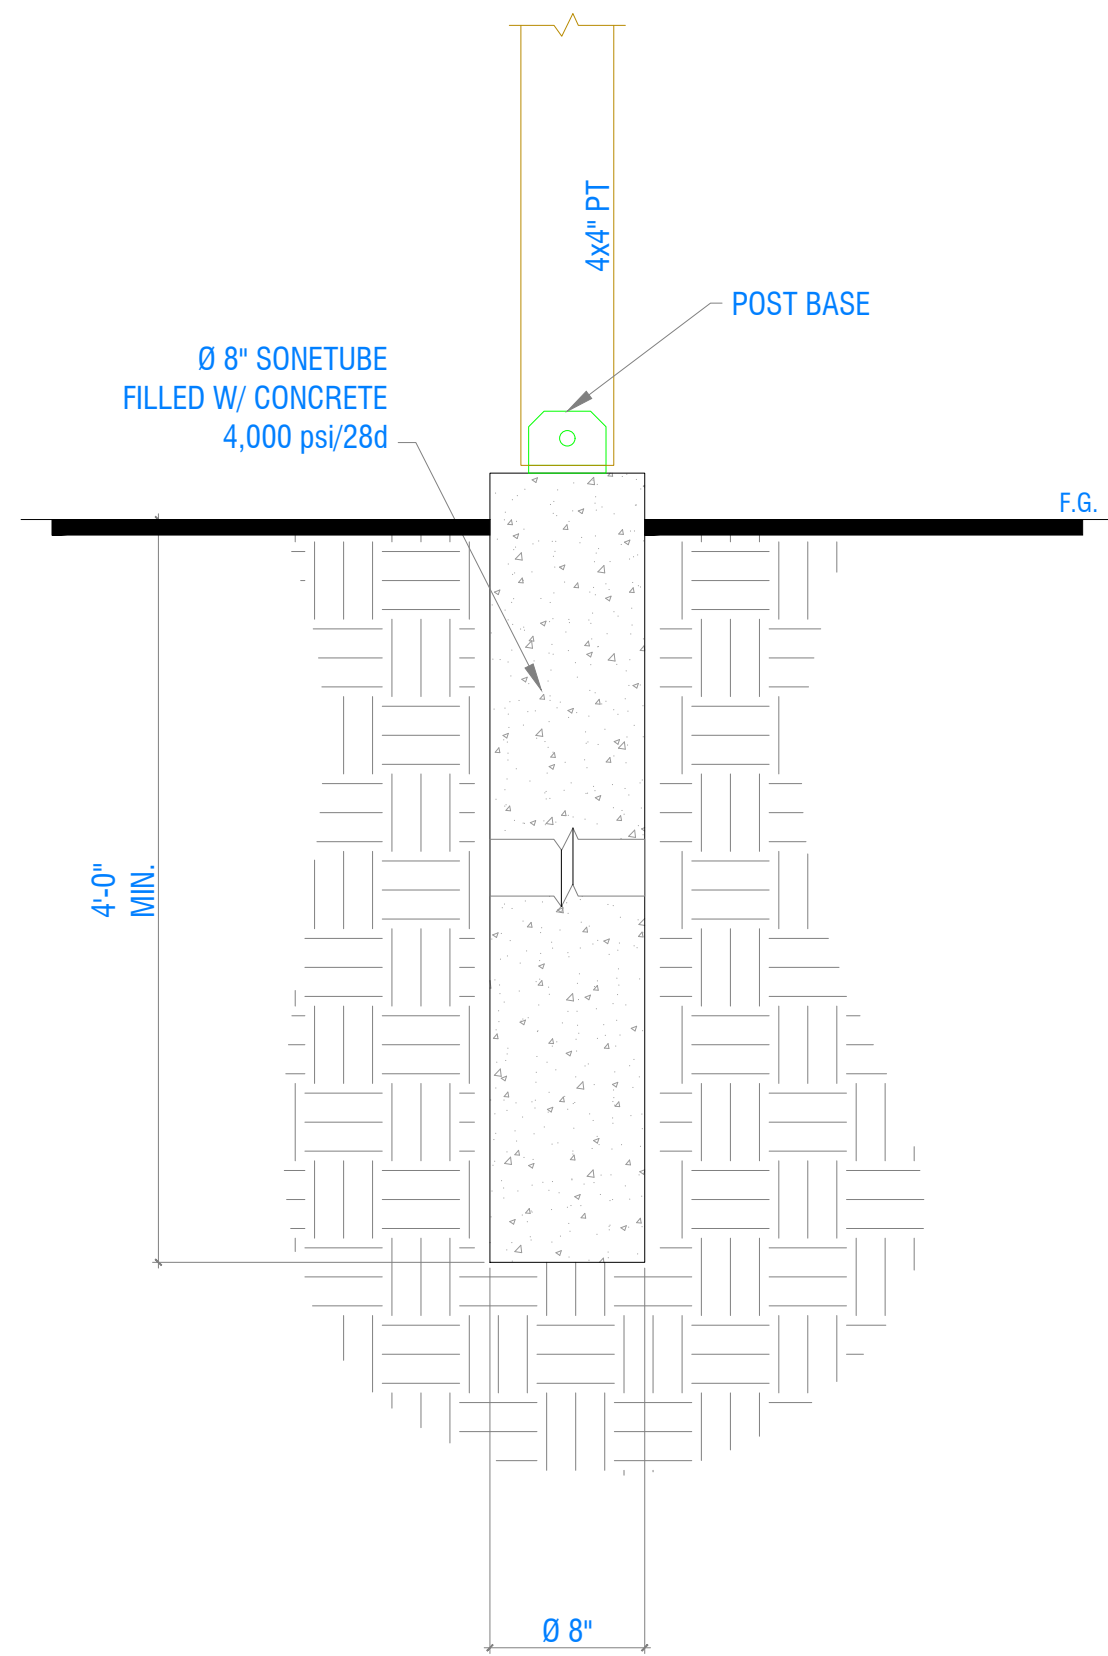 4x4" PT
POST BASE
Ø 8" SONETUBE
FILLED W/ CONCRETE
4,000 psi/28d
F.G.
4'-0"
MIN.
Ø 8"